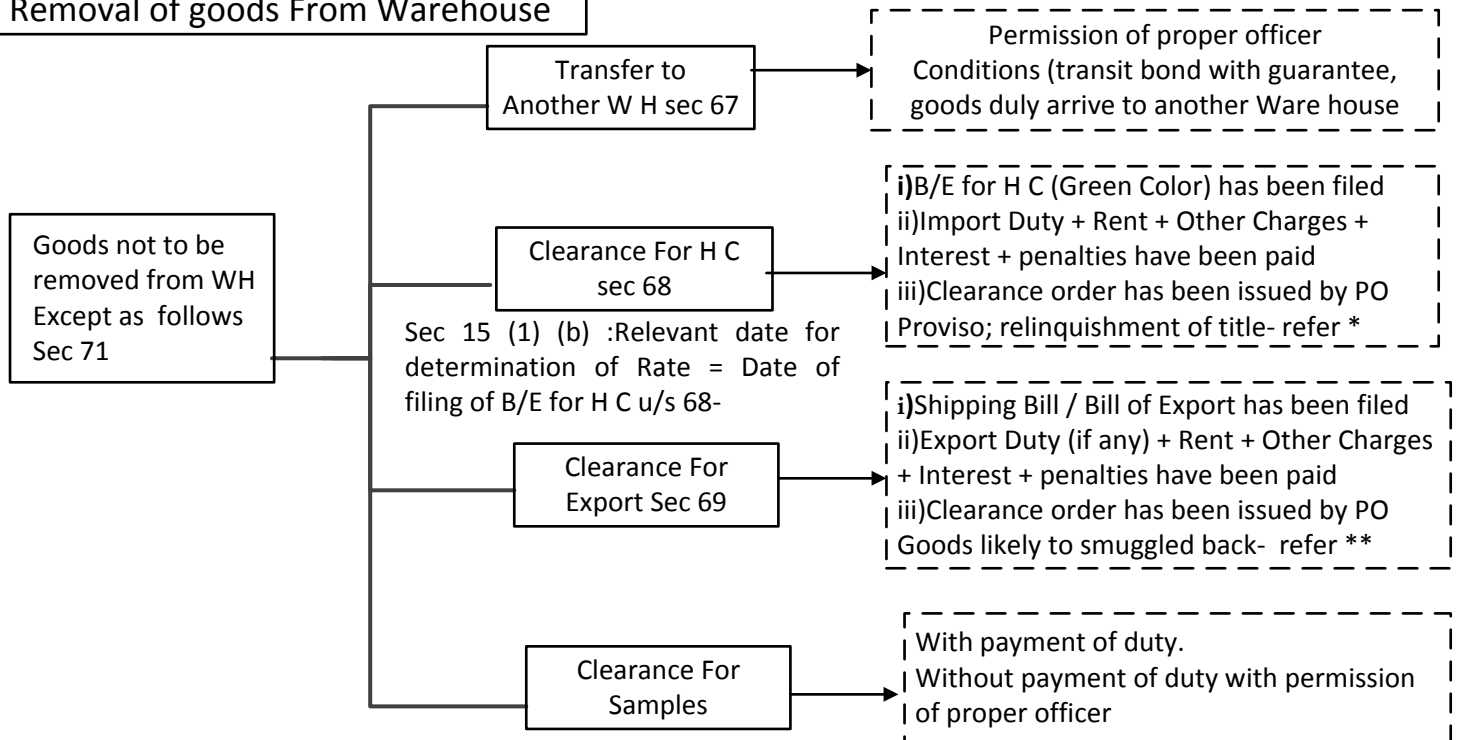 Removal of goods From Warehouse
Goods not to be
removed from WH
Except as follows
Sec 71
Transfer to
Another W H sec 67
Permission of proper officer
Conditions (transit bond with guarantee,
goods duly arrive to another Ware house
Clearance For H C
sec 68
i)B/E for H C (Green Color) has been filed
ii)Import Duty + Rent + Other Charges +
Interest + penalties have been paid
iii)Clearance order has been issued by PO
Proviso; relinquishment of title- refer *
Sec 15 (1) (b) :Relevant date for
determination of Rate = Date of
filing of B/E for H C u/s 68-
Clearance For
Export Sec 69
i)Shipping Bill / Bill of Export has been filed
ii)Export Duty (if any) + Rent + Other Charges
+ Interest + penalties have been paid
iii)Clearance order has been issued by PO
Goods likely to smuggled back- refer **
Clearance For
Samples
With payment of duty.
Without payment of duty with permission
of proper officer